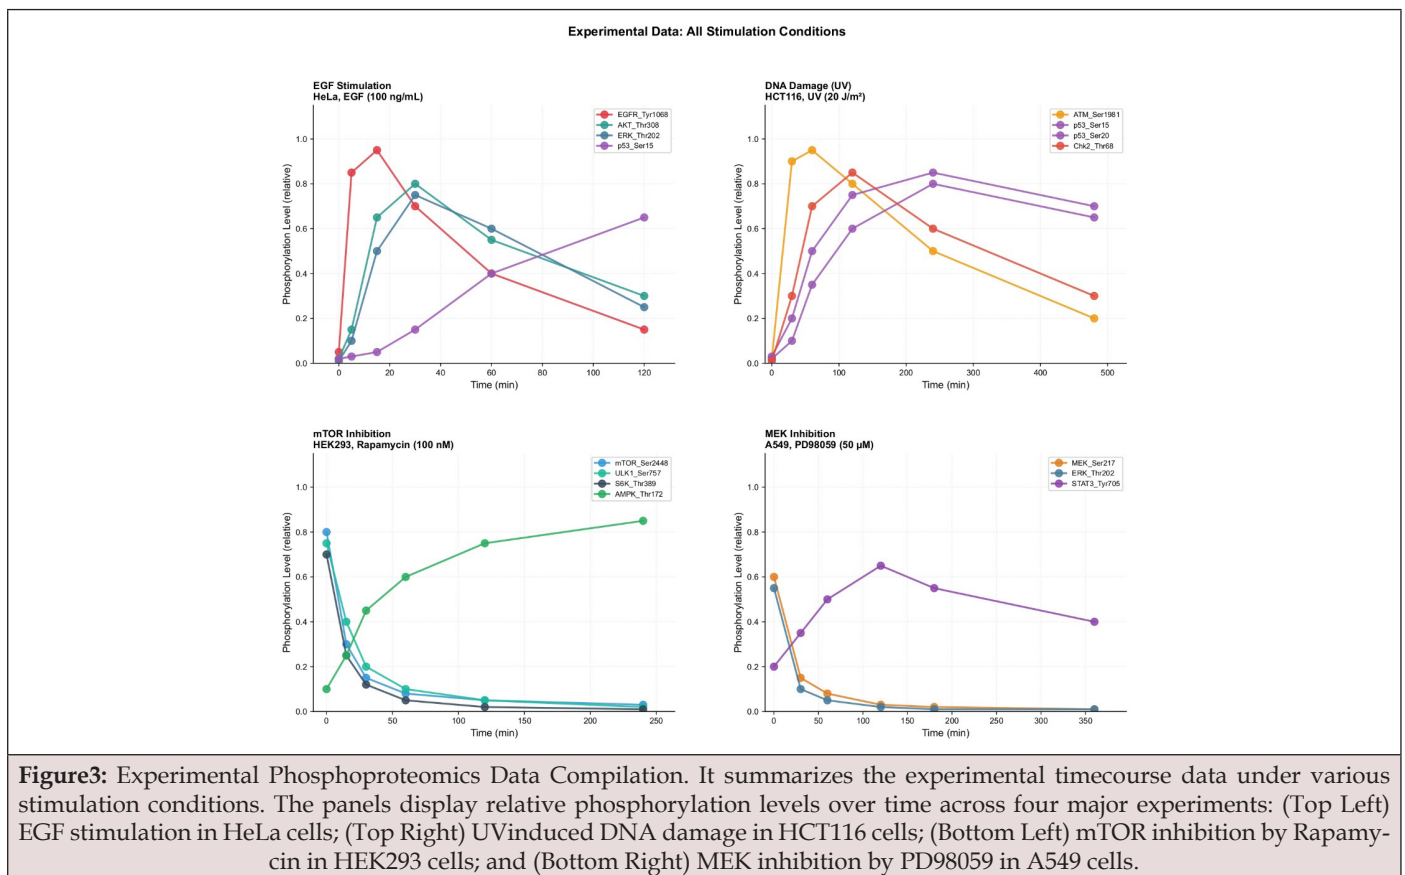 Experimental Data: All Stimulation Conditions
EGF Stimulation
HeLa, EGF (100 ng/mL)
EGFR_Tyr1068
AKT_Thr308
ERK_Thr202
p53_Ser15
Phosphorylation Level (relative)
1.0
0.8
0.6
0.4
0.2
0.0
0 20 40 60 80 100 120
Time (min)
DNA Damage (UV)
HCT116, UV (20 J/m²)
ATM_Ser1981
p53_Ser15
p53_Ser20
Chk2_Thr68
Phosphorylation Level (relative)
1.0
0.8
0.6
0.4
0.2
0.0
0 100 200 300 400 500
Time (min)
mTOR Inhibition
HEK293, Rapamycin (100 nM)
mTOR_Ser2448
ULK1_Ser757
S6K_Thr389
AMPK_Thr172
Phosphorylation Level (relative)
1.0
0.8
0.6
0.4
0.2
0.0
0 50 100 150 200 250
Time (min)
MEK Inhibition
A549, PD98059 (50 µM)
MEK_Ser217
ERK_Thr202
STAT3_Tyr705
Phosphorylation Level (relative)
1.0
0.8
0.6
0.4
0.2
0.0
0 50 100 150 200 250 300 350
Time (min)
Figure3: Experimental Phosphoproteomics Data Compilation. It summarizes the experimental timecourse data under various
stimulation conditions. The panels display relative phosphorylation levels over time across four major experiments: (Top Left)
EGF stimulation in HeLa cells; (Top Right) UVinduced DNA damage in HCT116 cells; (Bottom Left) mTOR inhibition by Rapamy-
cin in HEK293 cells; and (Bottom Right) MEK inhibition by PD98059 in A549 cells.